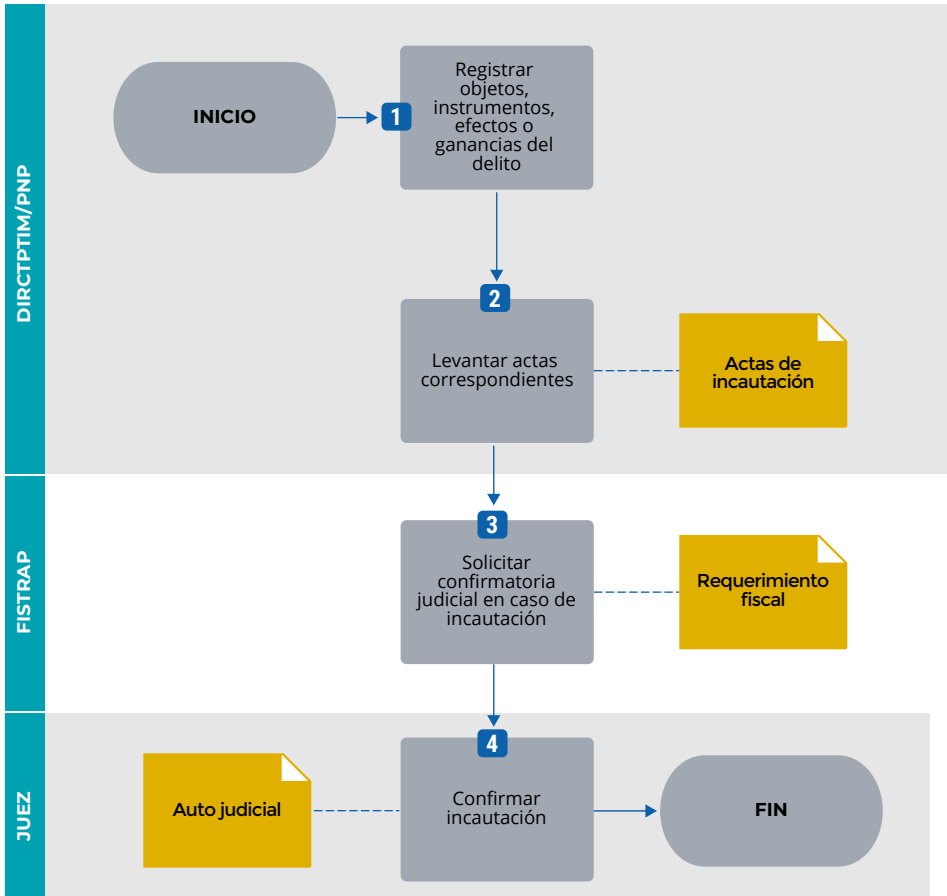 DIRCTPTIM/PNP
INICIO
1
Registrar
objetos,
instrumentos,
efectos o
ganancias del
delito
2
Levantar actas
correspondientes
Actas de
incautación
FISTRAP
3
Solicitar
confirmatoria
judicial en caso de
incautación
Requerimiento
fiscal
JUEZ
Auto judicial
4
Confirmar
incautación
FIN